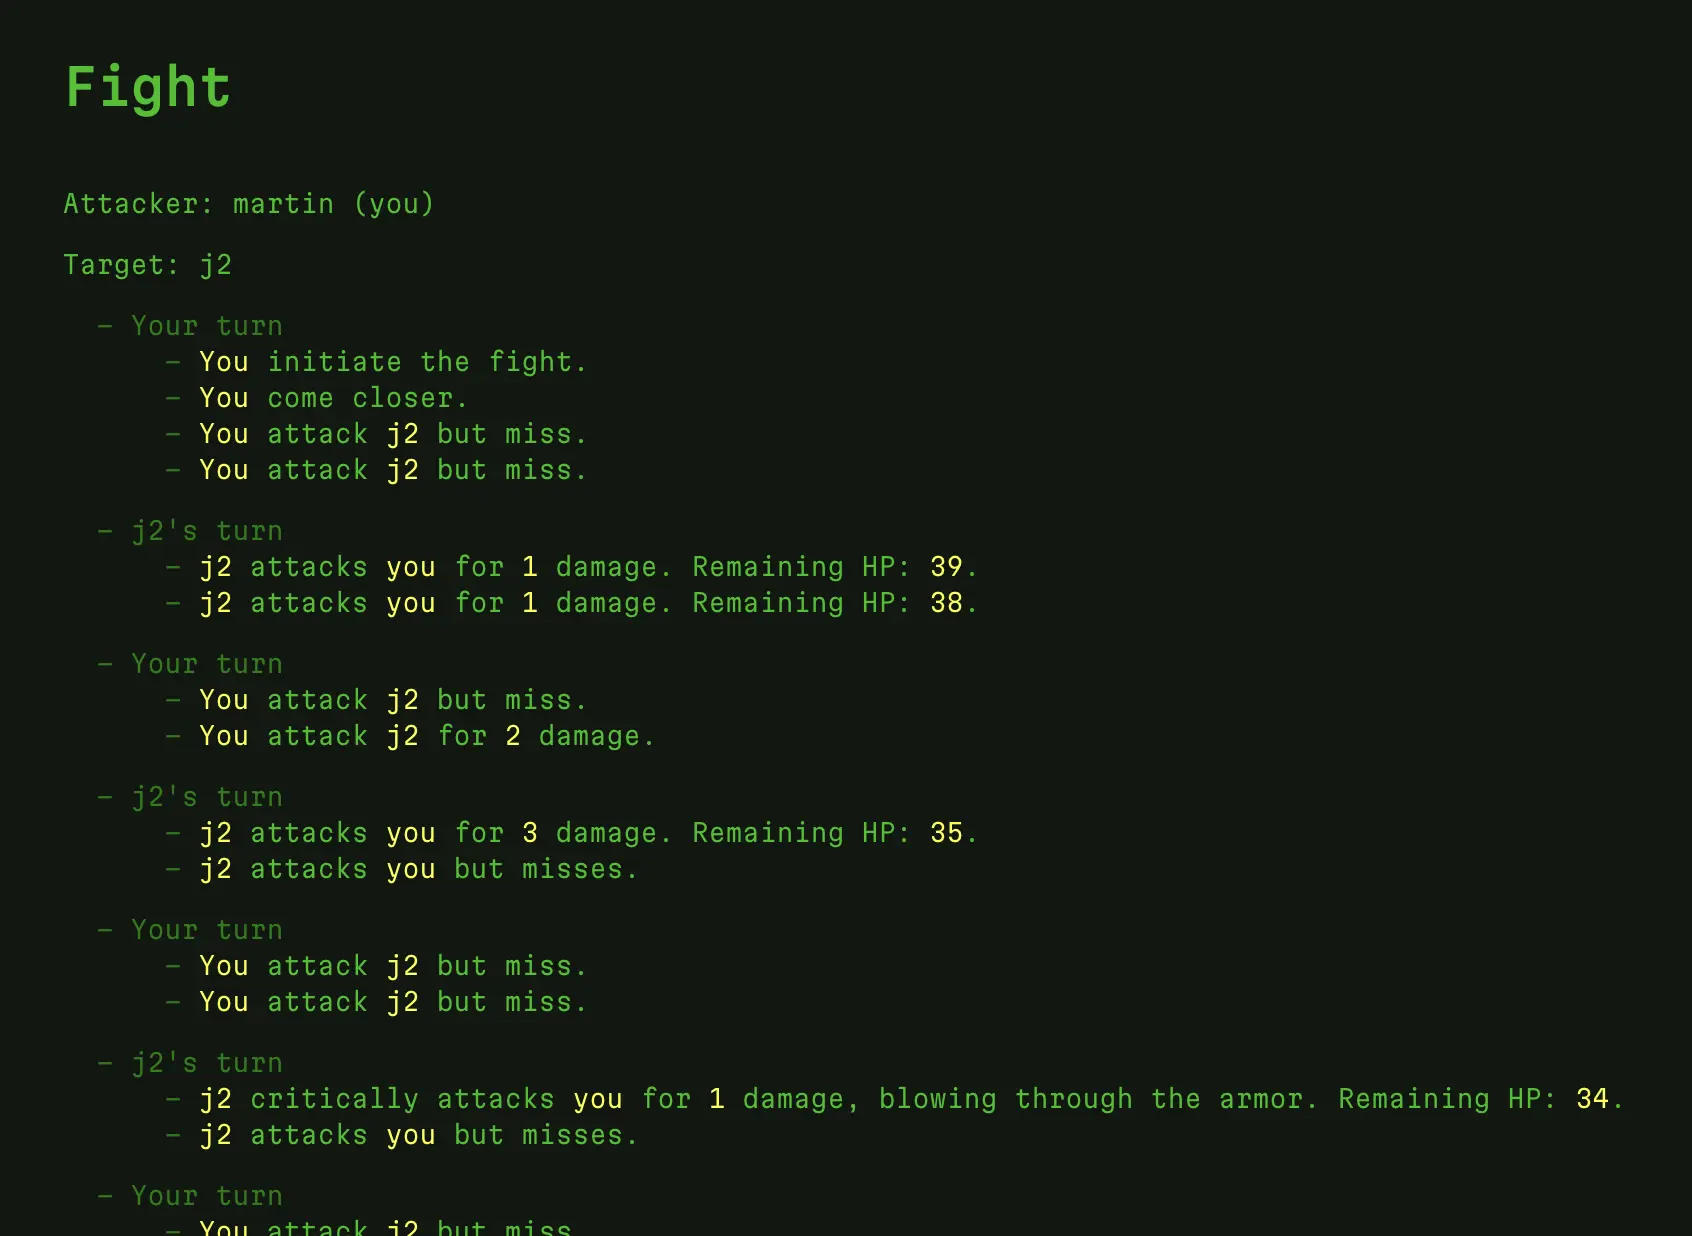 Fight
Attacker: martin (you)
Target: j2
– Your turn
– You initiate the fight.
– You come closer.
– You attack j2 but miss.
– You attack j2 but miss.
– j2's turn
– j2 attacks you for 1 damage. Remaining HP: 39.
– j2 attacks you for 1 damage. Remaining HP: 38.
– Your turn
– You attack j2 but miss.
– You attack j2 for 2 damage.
– j2's turn
– j2 attacks you for 3 damage. Remaining HP: 35.
– j2 attacks you but misses.
– Your turn
– You attack j2 but miss.
– You attack j2 but miss.
– j2's turn
– j2 critically attacks you for 1 damage, blowing through the armor. Remaining HP: 34.
– j2 attacks you but misses.
– Your turn
– You attack j2 but miss